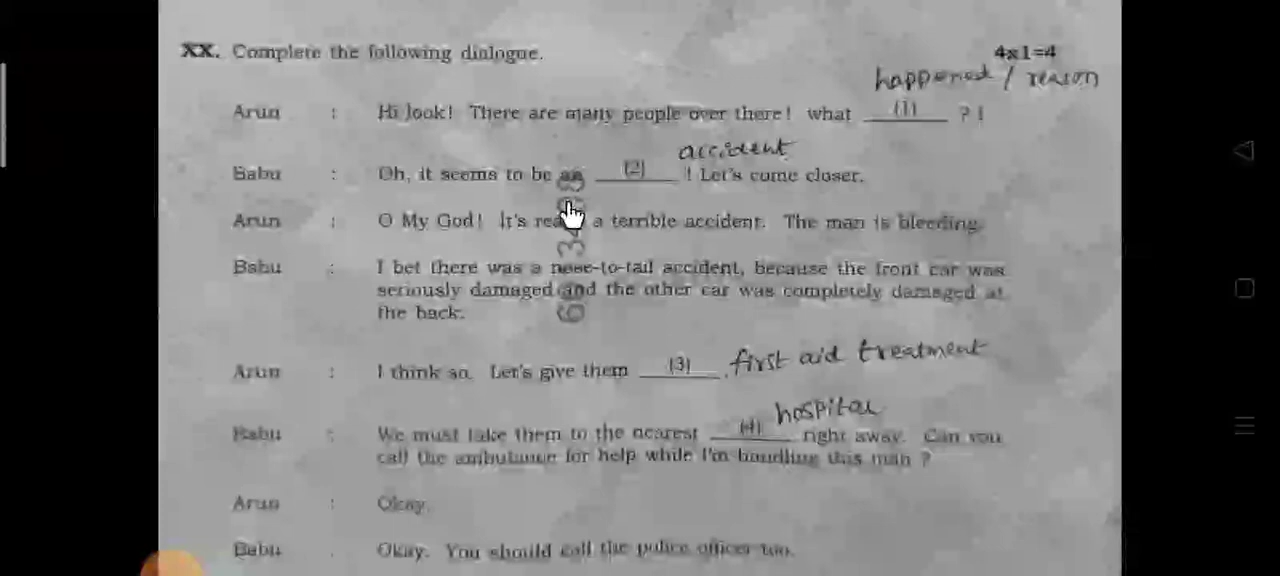 XX. Complete the following dialogue. 4x1=4
happened / reason
Arun : Hi look! There are many people over there! what (1) ? !
accident
Babu : Oh, it seems to be an (2) ! Let's come closer.
Arun : O My God! It's a terrible accident. The man is bleeding.
Babu : I bet there was a nose-to-tail accident, because the front car was
seriously damaged and the other car was completely damaged at
the back.
Arun : I think so. Let's give them (3) . first aid treatment
hospital
Babu : We must take them to the nearest (4) right away. Can you
call the ambulance for help while I'm handling this man ?
Arun : Okay.
Babu : Okay. You should call the police officer too.